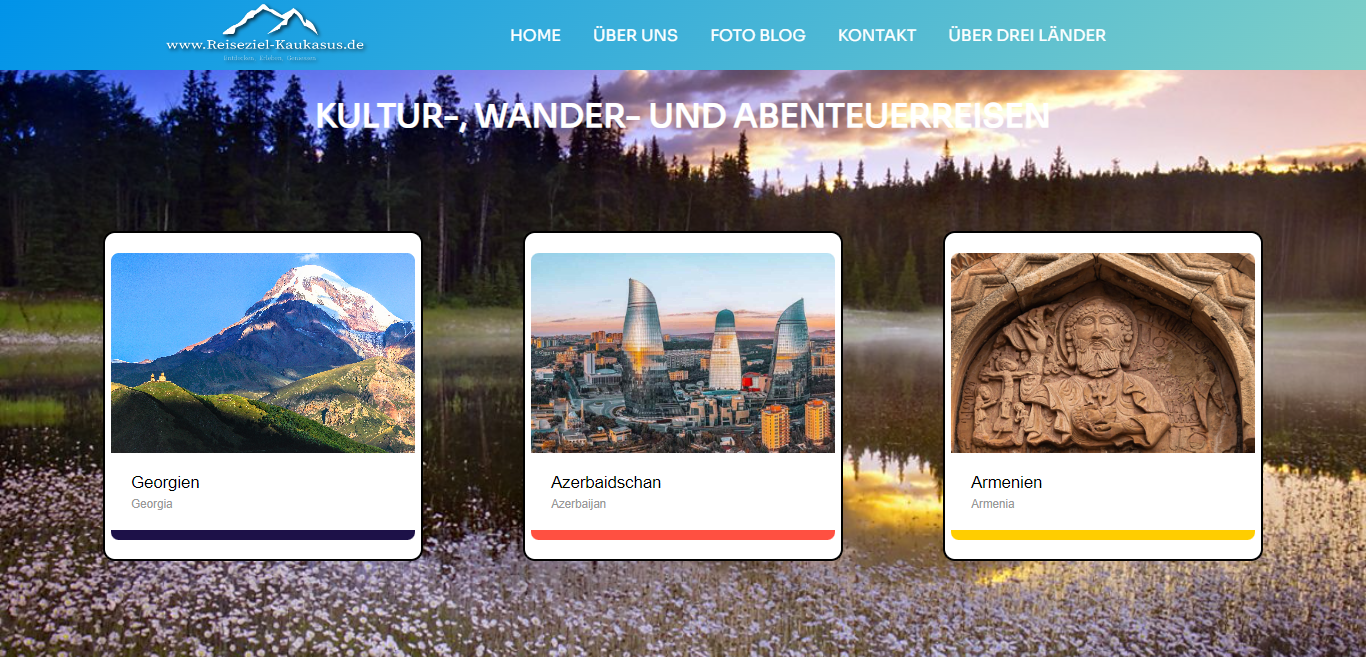 www.Reiseziel-Kaukasus.de
Entdecken, Erleben, Geniessen
HOME ÜBER UNS FOTO BLOG KONTAKT ÜBER DREI LÄNDER
KULTUR-, WANDER- UND ABENTEUERREISEN
Georgien
Georgia
Azerbaidschan
Azerbaijan
Armenien
Armenia